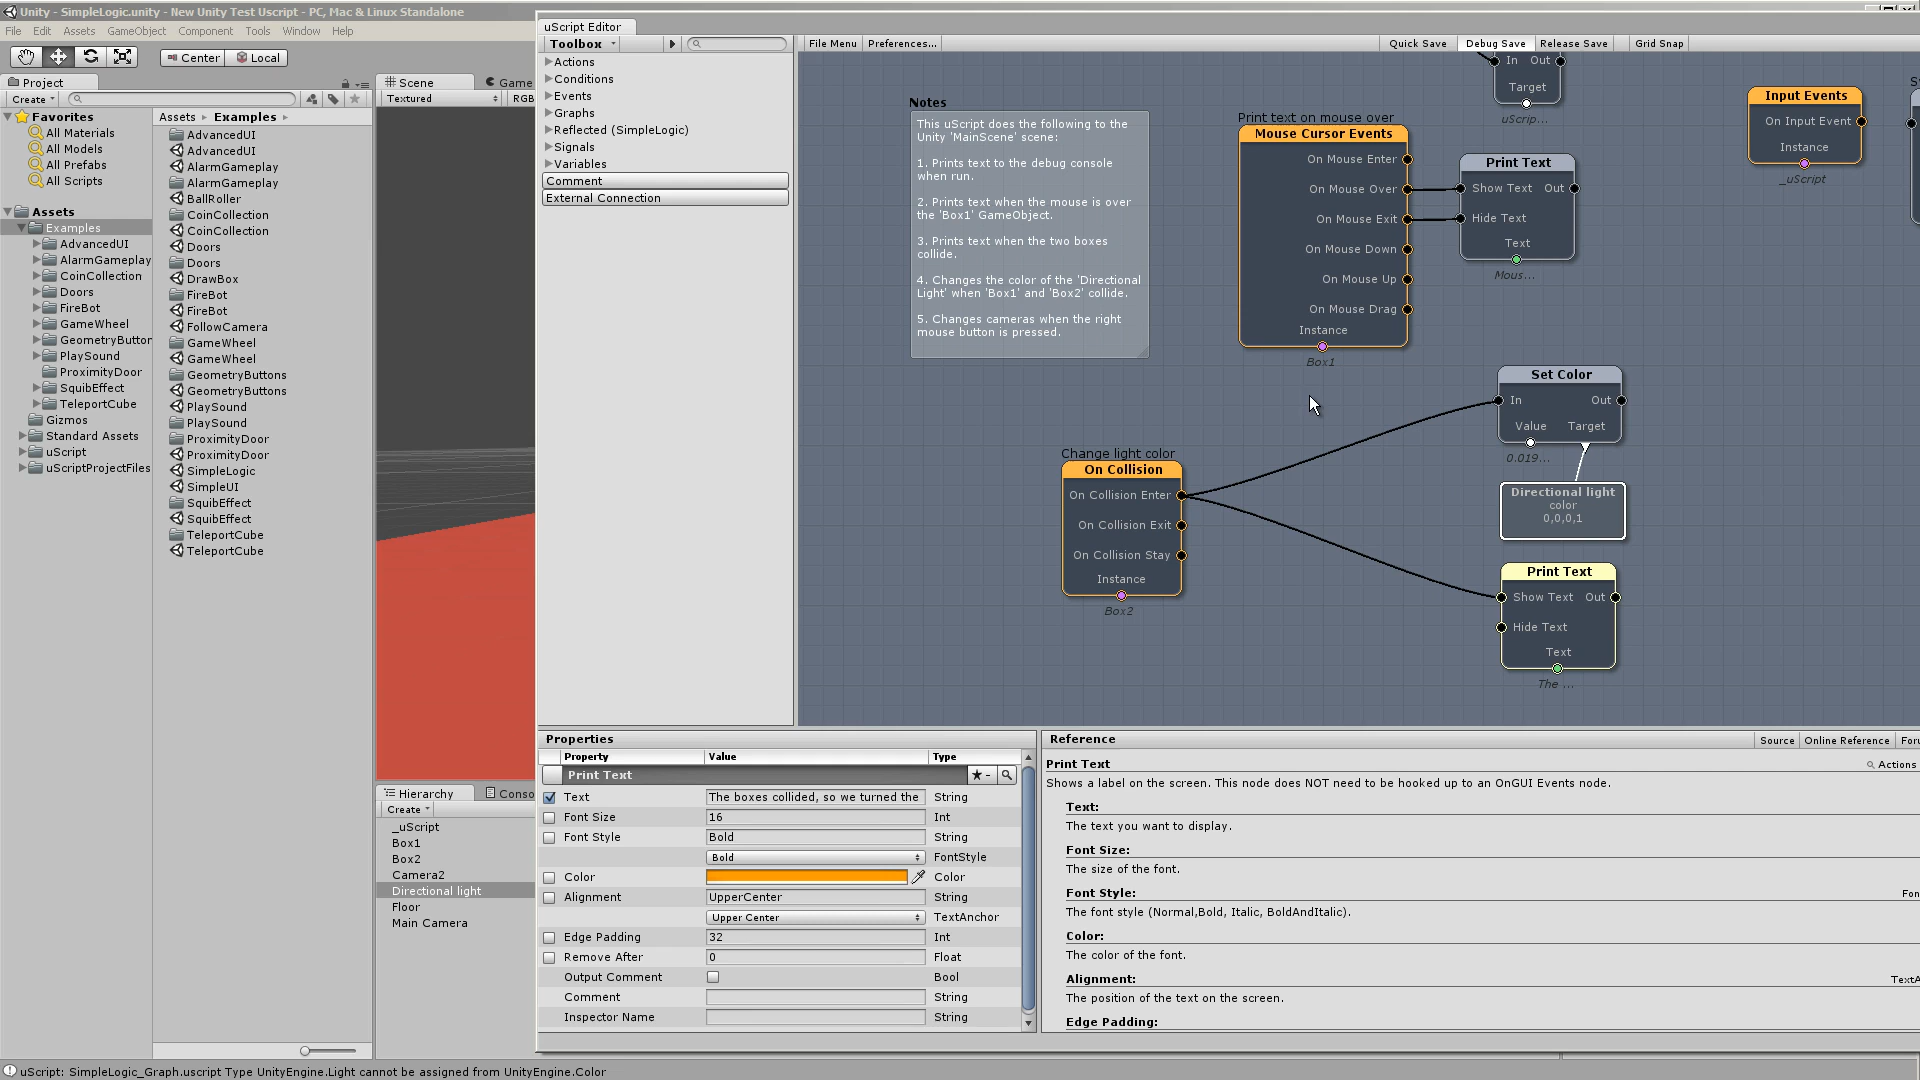 Unity - SimpleLogic.unity - New Unity Test Uscript - PC, Mac & Linux Standalone
File Edit Assets GameObject Component Tools Window Help
Center Local
Project
Create
Favorites
All Materials
All Models
All Prefabs
All Scripts
Assets
Examples
AdvancedUI
AlarmGameplay
CoinCollection
Doors
FireBot
GameWheel
GeometryButton
PlaySound
ProximityDoor
SquibEffect
TeleportCube
Gizmos
Standard Assets
uScript
uScriptProjectFiles
Assets Examples
AdvancedUI
AdvancedUI
AlarmGameplay
AlarmGameplay
BallRoller
CoinCollection
CoinCollection
Doors
Doors
DrawBox
FireBot
FireBot
FollowCamera
GameWheel
GameWheel
GeometryButtons
GeometryButtons
PlaySound
PlaySound
ProximityDoor
ProximityDoor
SimpleLogic
SimpleUI
SquibEffect
SquibEffect
TeleportCube
TeleportCube
Scene Game
Textured RGB
Hierarchy Conso
Create
_uScript
Box1
Box2
Camera2
Directional light
Floor
Main Camera
uScript Editor
Toolbox
Actions
Conditions
Events
Graphs
Reflected (SimpleLogic)
Signals
Variables
Comment
External Connection
File Menu Preferences... Quick Save Debug Save Release Save Grid Snap
Notes
This uScript does the following to the
Unity 'MainScene' scene:
1. Prints text to the debug console
when run.
2. Prints text when the mouse is over
the 'Box1' GameObject.
3. Prints text when the two boxes
collide.
4. Changes the color of the 'Directional
Light' when 'Box1' and 'Box2' collide.
5. Changes cameras when the right
mouse button is pressed.
In Out
Target
uScrip...
Input Events
On Input Event
Instance
_uScript
S
Print text on mouse over
Mouse Cursor Events
On Mouse Enter
On Mouse Over
On Mouse Exit
On Mouse Down
On Mouse Up
On Mouse Drag
Instance
Box1
Print Text
Show Text Out
Hide Text
Text
Mous...
Change light color
On Collision
On Collision Enter
On Collision Exit
On Collision Stay
Instance
Box2
Set Color
In Out
Value Target
0.019...
Directional light
color
0,0,0,1
Print Text
Show Text Out
Hide Text
Text
The ...
Properties
Property Value Type
Print Text
Text The boxes collided, so we turned the String
Font Size 16 Int
Font Style Bold String
Bold FontStyle
Color Color
Alignment UpperCenter String
Upper Center TextAnchor
Edge Padding 32 Int
Remove After 0 Float
Output Comment Bool
Comment String
Inspector Name String
Reference
Source Online Reference Foru
Print Text Actions
Shows a label on the screen. This node does NOT need to be hooked up to an OnGUI Events node.
Text:
The text you want to display.
Font Size:
The size of the font.
Font Style: Fon
The font style (Normal,Bold, Italic, BoldAndItalic).
Color:
The color of the font.
Alignment: TextA
The position of the text on the screen.
Edge Padding:
uScript: SimpleLogic_Graph.uscript Type UnityEngine.Light cannot be assigned from UnityEngine.Color